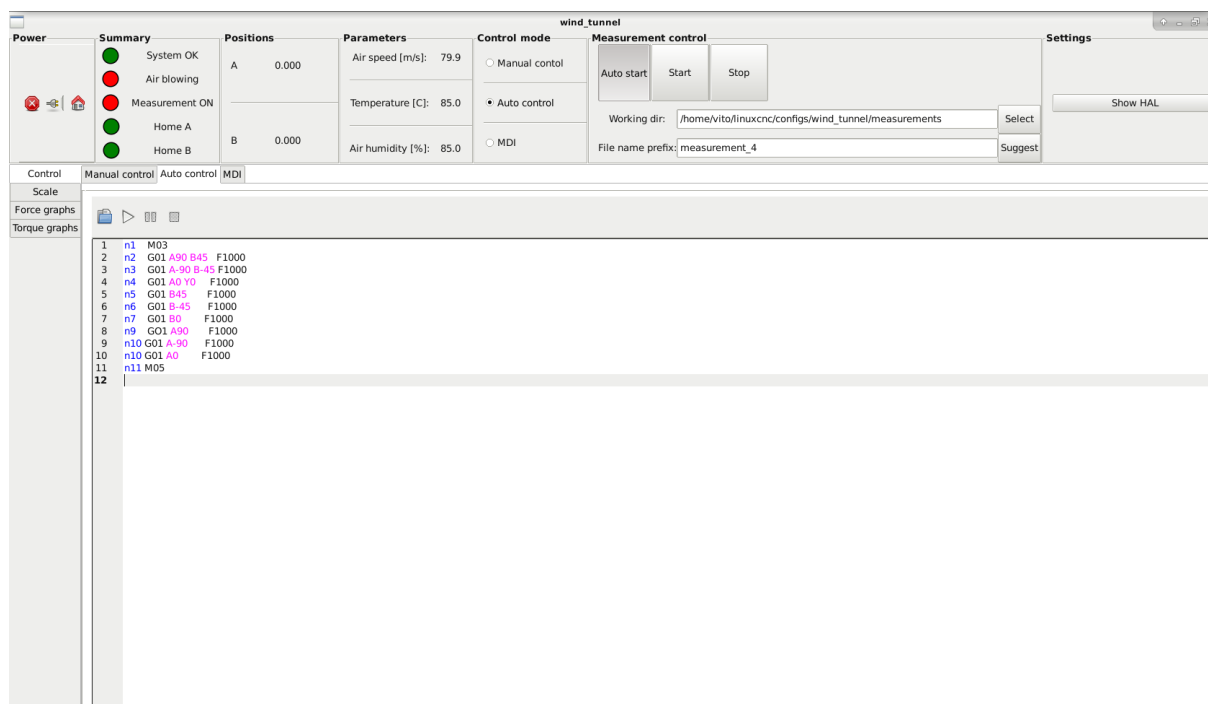 wind_tunnel
Power
Summary
System OK
Air blowing
Measurement ON
Home A
Home B
Positions
A 0.000
B 0.000
Parameters
Air speed [m/s]: 79.9
Temperature [C]: 85.0
Air humidity [%]: 85.0
Control mode
Manual contol
Auto control
MDI
Measurement control
Auto start Start Stop
Working dir: /home/vito/linuxcnc/configs/wind_tunnel/measurements Select
File name prefix: measurement_4 Suggest
Settings
Show HAL
Control
Scale
Force graphs
Torque graphs
Manual control Auto control MDI
1 n1 M03
2 n2 G01 A90 B45 F1000
3 n3 G01 A-90 B-45 F1000
4 n4 G01 A0 Y0 F1000
5 n5 G01 B45 F1000
6 n6 G01 B-45 F1000
7 n7 G01 B0 F1000
8 n9 GO1 A90 F1000
9 n10 G01 A-90 F1000
10 n10 G01 A0 F1000
11 n11 M05
12